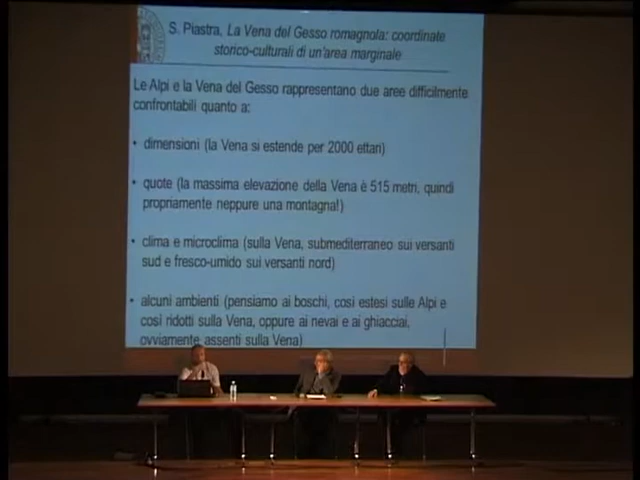 S. Piastra, La Vena del Gesso romagnola: coordinate
storico-culturali di un'area marginale
Le Alpi e la Vena del Gesso rappresentano due aree difficilmente
confrontabili quanto a:
• dimensioni (la Vena si estende per 2000 ettari)
• quote (la massima elevazione della Vena è 515 metri, quindi
propriamente neppure una montagna!)
• clima e microclima (sulla Vena, submediterraneo sui versanti
sud e fresco-umido sui versanti nord)
• alcuni ambienti (pensiamo ai boschi, così estesi sulle Alpi e
così ridotti sulla Vena, oppure ai nevai e ai ghiacciai,
ovviamente assenti sulla Vena)